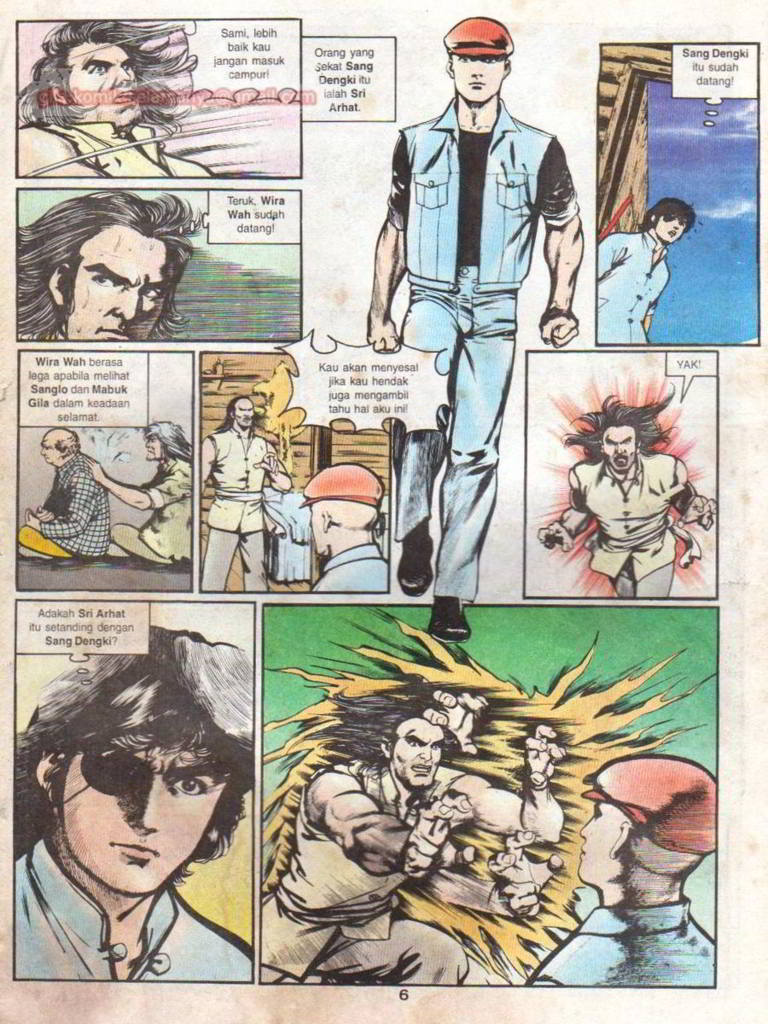 Sami, lebih
baik kau
jangan masuk
campur!
Orang yang
sekat Sang
Dengki itu
ialah Sri
Arhat.
Sang Dengki
itu sudah
datang!
Teruk, Wira
Wah sudah
datang!
Wira Wah berasa
lega apabila melihat
Sanglo dan Mabuk
Gila dalam keadaan
selamat.
Kau akan menyesal
jika kau hendak
juga mengambil
tahu hal aku ini!
YAK!
Adakah Sri Arhat
itu setanding dengan
Sang Dengki?
6